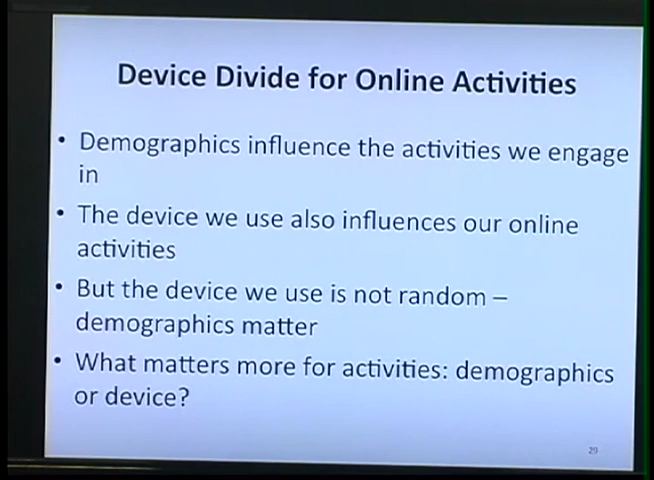 Device Divide for Online Activities
• Demographics influence the activities we engage
in
• The device we use also influences our online
activities
• But the device we use is not random –
demographics matter
• What matters more for activities: demographics
or device?
29